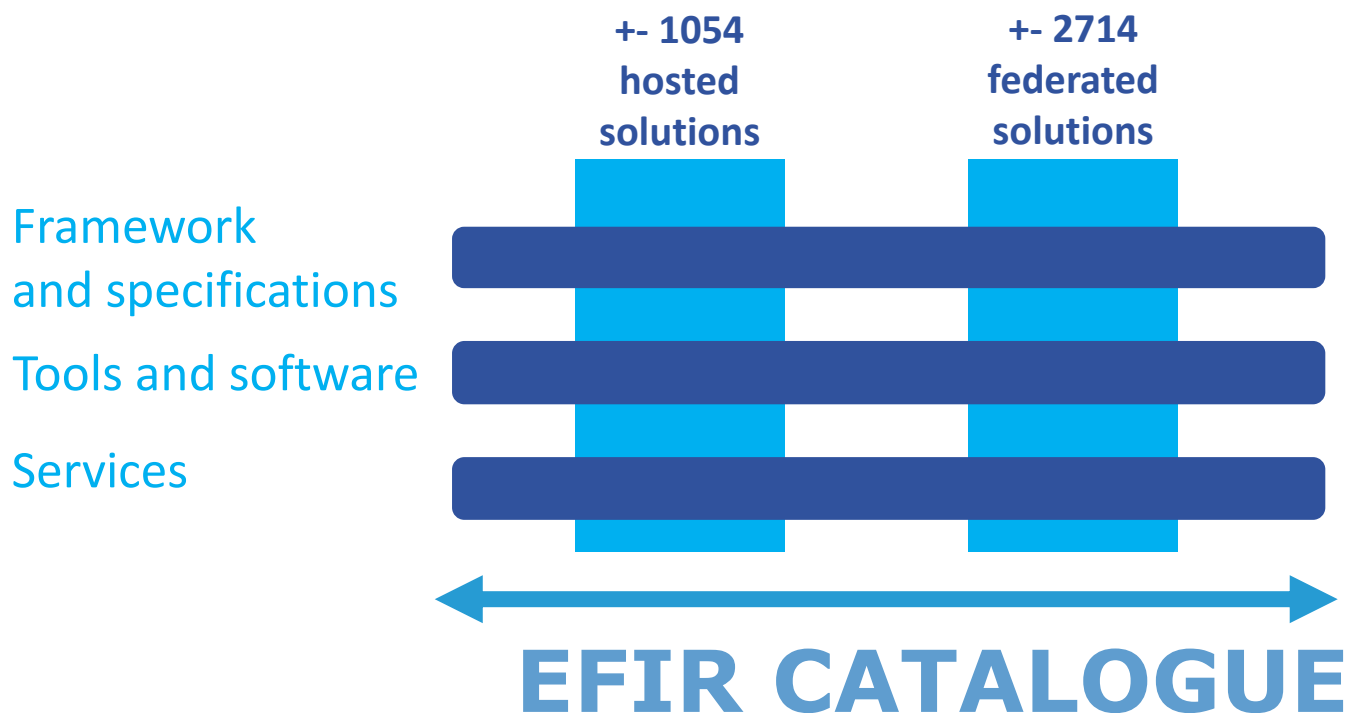 +- 1054
hosted
solutions
+- 2714
federated
solutions
Framework
and specifications
Tools and software
Services
EFIR CATALOGUE